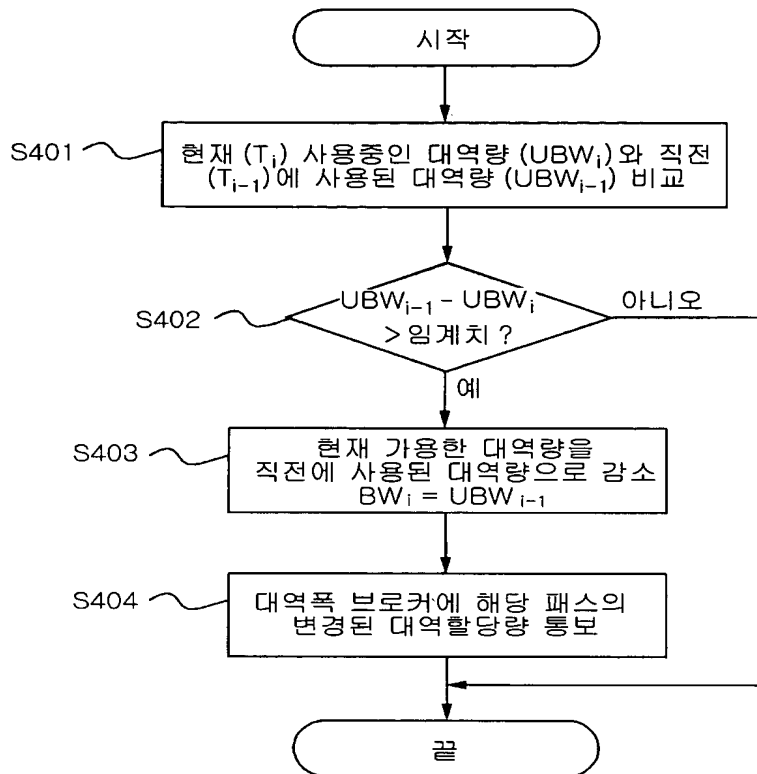 시작
S401
현재 (Tᵢ) 사용중인 대역량 (UBWᵢ)와 직전
(Tᵢ₋₁)에 사용된 대역량 (UBWᵢ₋₁) 비교
S402
UBWᵢ₋₁ - UBWᵢ
> 임계치 ?
아니오
예
S403
현재 가용한 대역량을
직전에 사용된 대역량으로 감소
BWᵢ = UBWᵢ₋₁
S404
대역폭 브로커에 해당 패스의
변경된 대역할당량 통보
끝